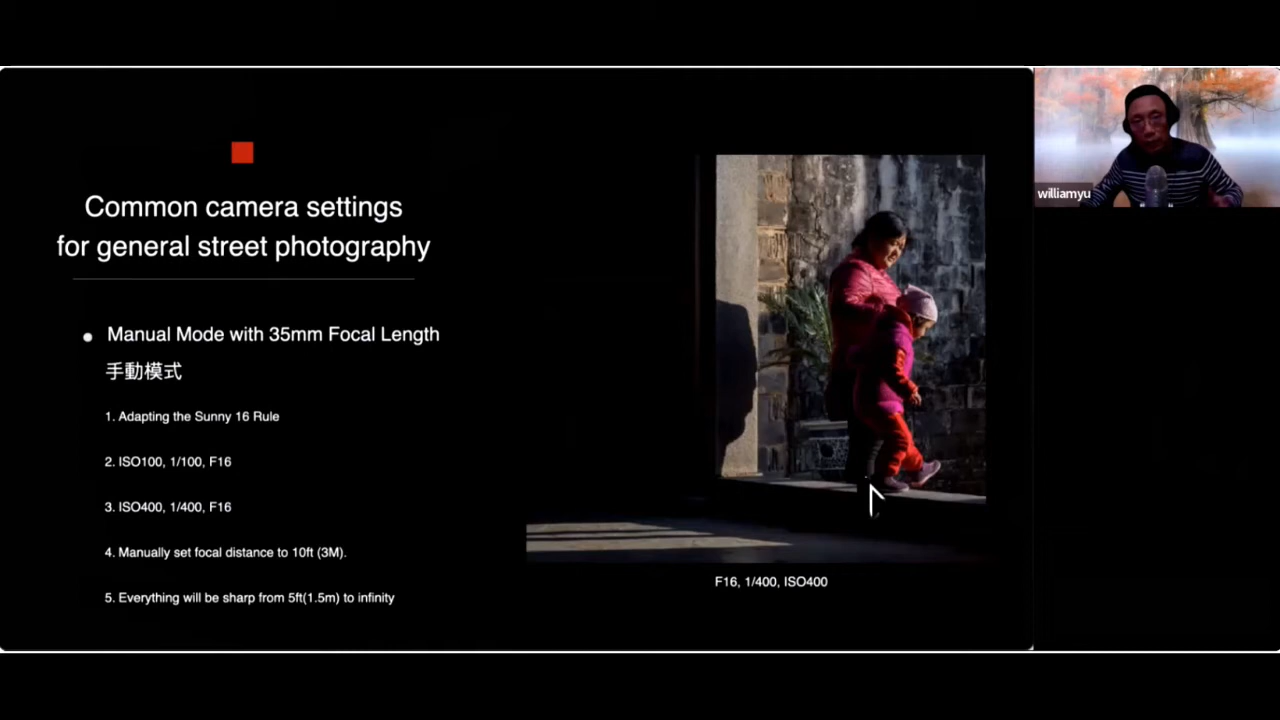 Common camera settings
for general street photography
Manual Mode with 35mm Focal Length
手動模式
1. Adapting the Sunny 16 Rule
2. ISO100, 1/100, F16
3. ISO400, 1/400, F16
4. Manually set focal distance to 10ft (3M).
5. Everything will be sharp from 5ft(1.5m) to infinity
F16, 1/400, ISO400
williamyu